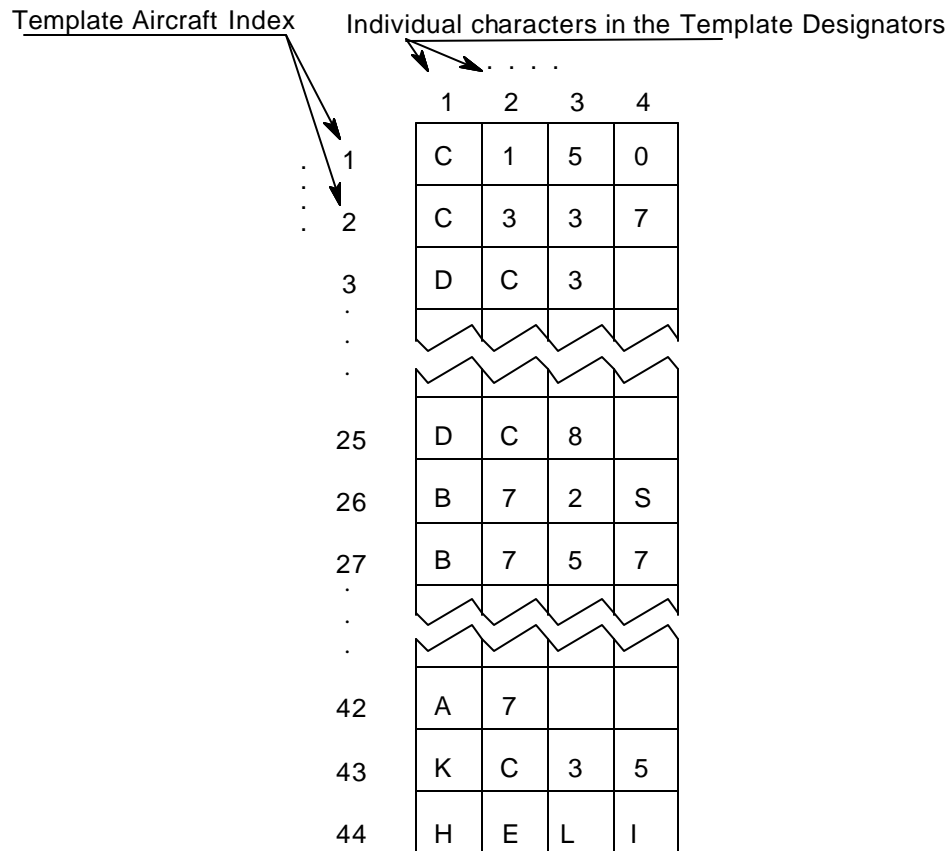 Template Aircraft Index Individual characters in the Template Designators
. . . .
1 2 3 4
1 C 1 5 0
2 C 3 3 7
3 D C 3
25 D C 8
26 B 7 2 S
27 B 7 5 7
42 A 7
43 K C 3 5
44 H E L I